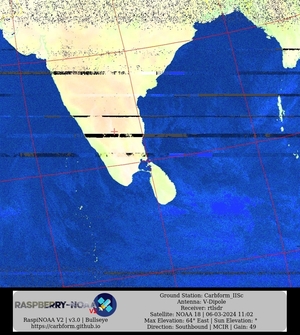 RASPBERRY-NOAA
V2
RaspiNOAA V2 | v3.0 | Bullseye
https://carbform.github.io
Ground Station: Carbform_IISc
Antenna: V-Dipole
Receiver: rtlsdr
Satellite: NOAA 18 | 06-03-2024 11:02
Max Elevation: 64° East | Sun Elevation: °
Direction: Southbound | MCIR | Gain: 49